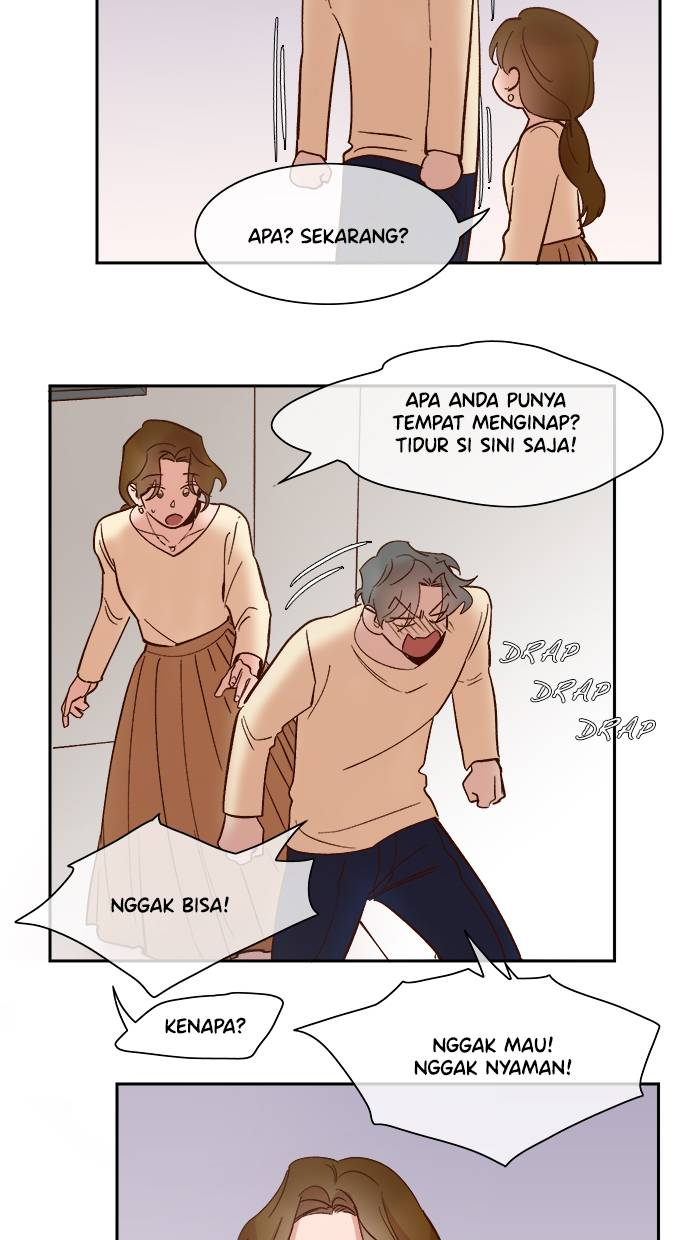 APA? SEKARANG?
APA ANDA PUNYA
TEMPAT MENGINAP?
TIDUR SI SINI SAJA!
DRAP
DRAP
DRAP
NGGAK BISA!
KENAPA?
NGGAK MAU!
NGGAK NYAMAN!